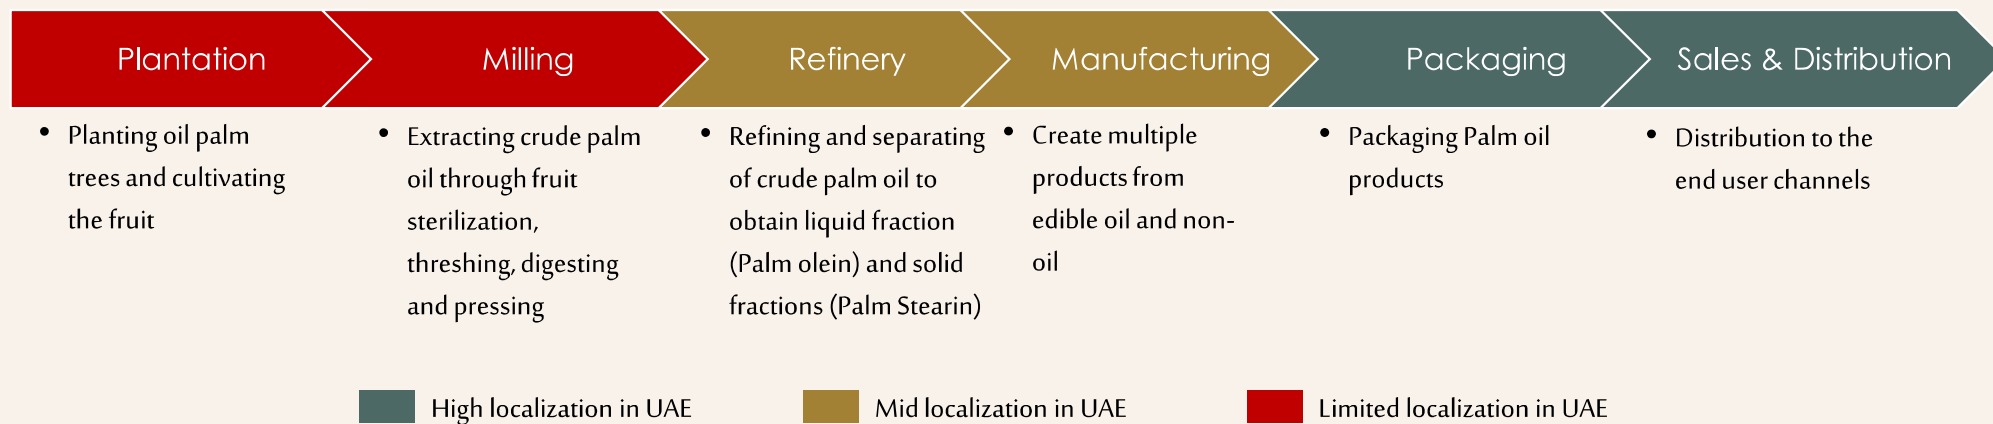 Plantation
Milling
Refinery
Manufacturing
Packaging
Sales & Distribution
• Planting oil palm
trees and cultivating
the fruit
• Extracting crude palm
oil through fruit
sterilization,
threshing, digesting
and pressing
• Refining and separating
of crude palm oil to
obtain liquid fraction
(Palm olein) and solid
fractions (Palm Stearin)
• Create multiple
products from
edible oil and non-
oil
• Packaging Palm oil
products
• Distribution to the
end user channels
High localization in UAE
Mid localization in UAE
Limited localization in UAE